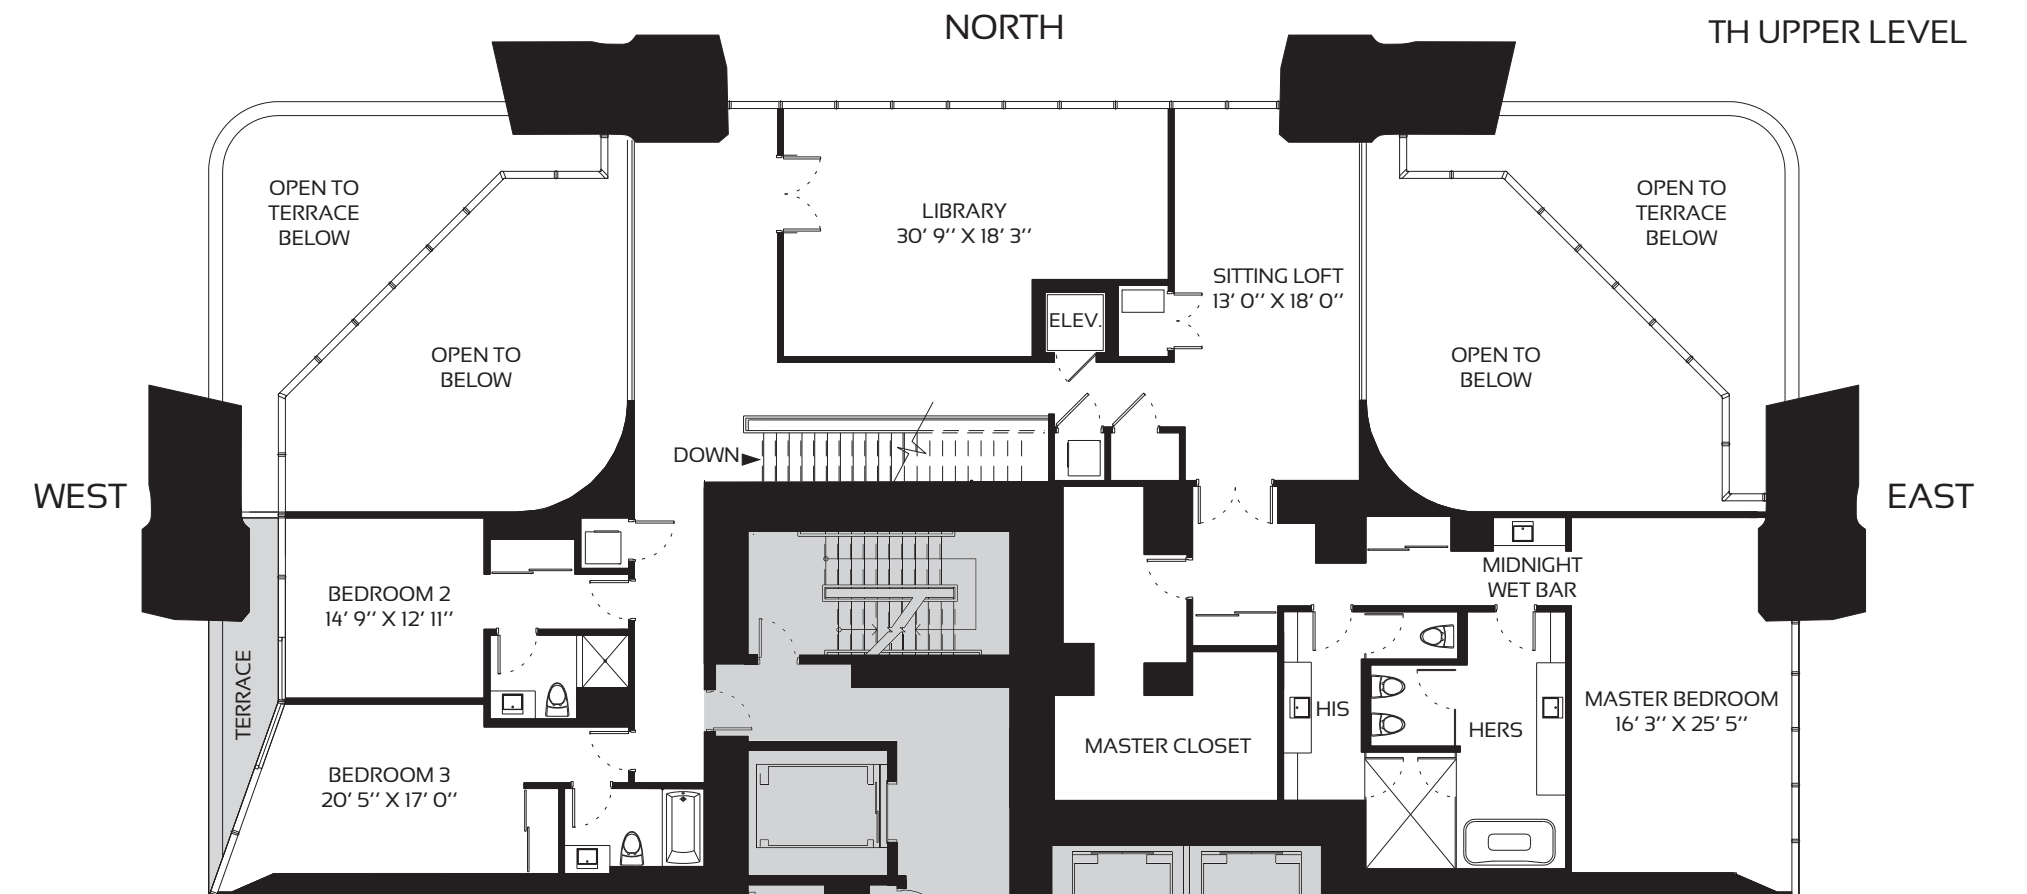 NORTH
TH UPPER LEVEL
OPEN TO
TERRACE
BELOW
LIBRARY
30' 9'' X 18' 3''
OPEN TO
TERRACE
BELOW
SITTING LOFT
13' 0'' X 18' 0''
ELEV.
OPEN TO
BELOW
OPEN TO
BELOW
DOWN
WEST
EAST
MIDNIGHT
WET BAR
BEDROOM 2
14' 9'' X 12' 11''
TERRACE
MASTER BEDROOM
16' 3'' X 25' 5''
HIS
HERS
MASTER CLOSET
BEDROOM 3
20' 5'' X 17' 0''